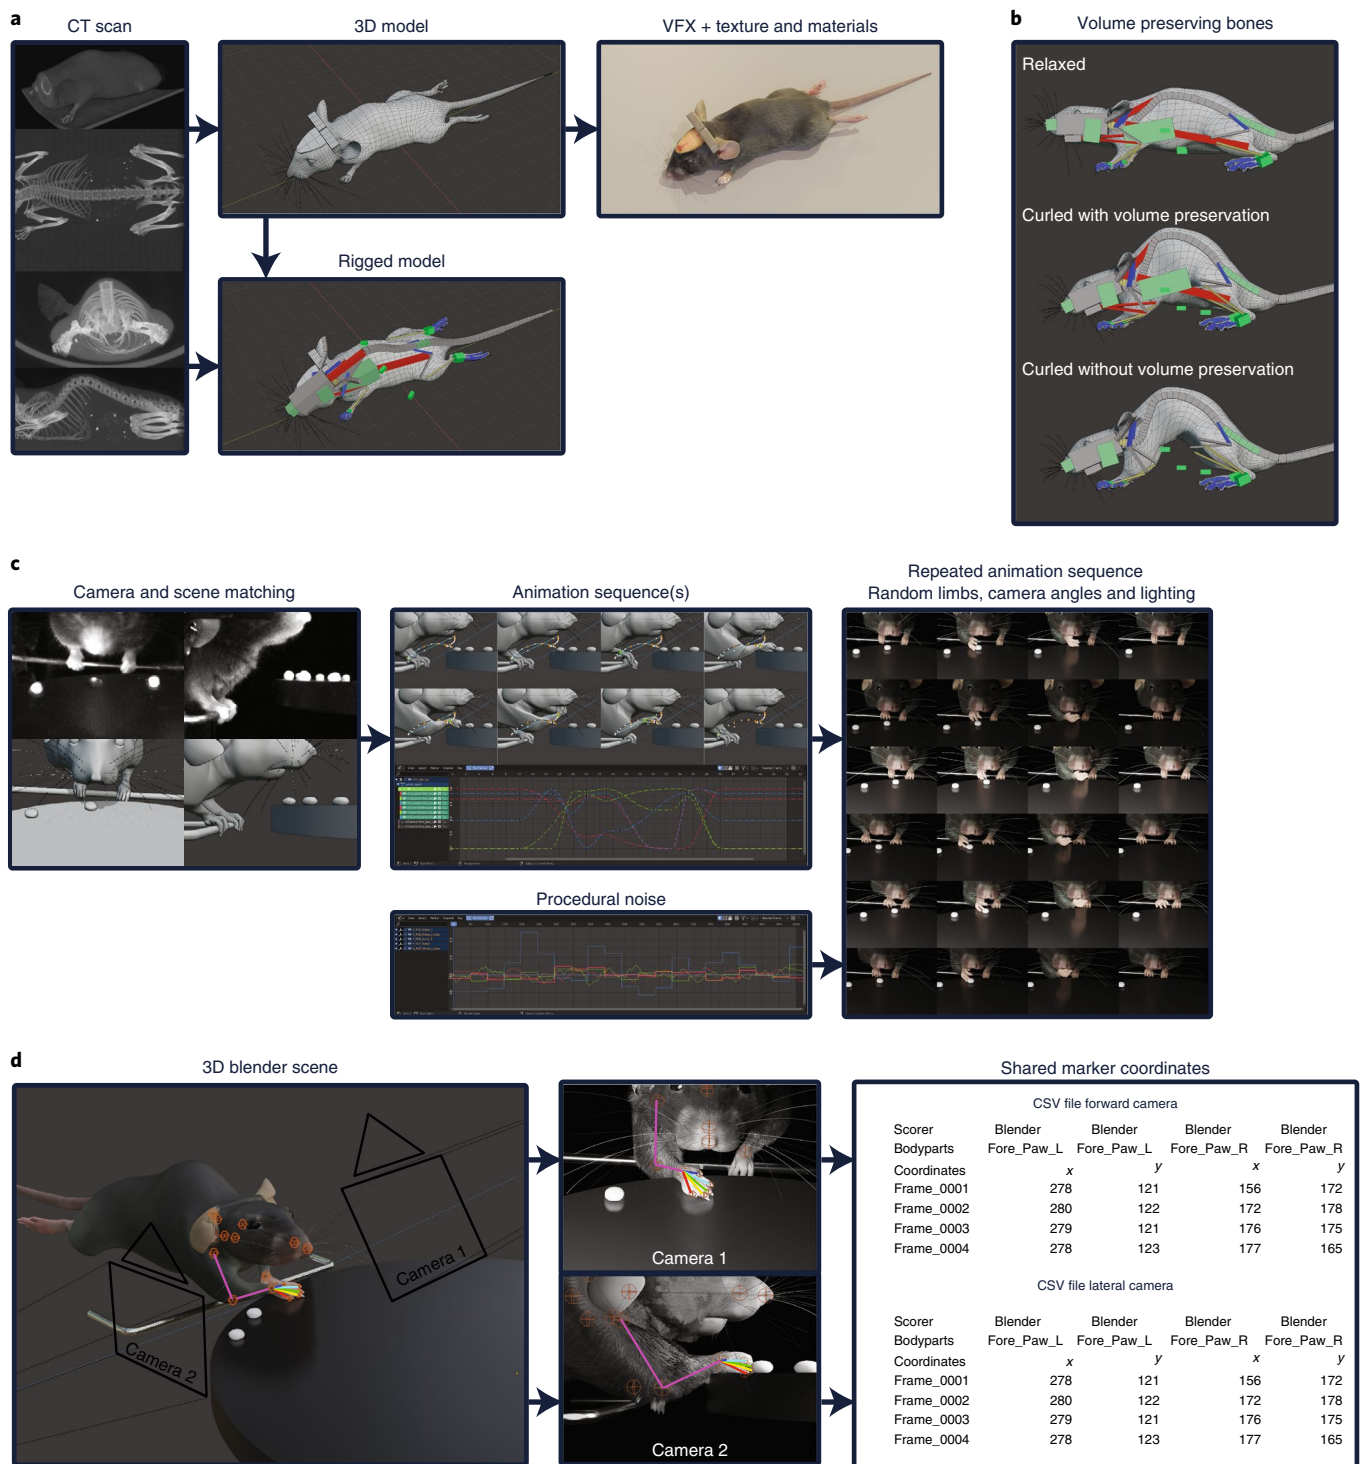 a
CT scan
3D model
VFX + texture and materials
Rigged model
b
Volume preserving bones
Relaxed
Curled with volume preservation
Curled without volume preservation
c
Camera and scene matching
Animation sequence(s)
Repeated animation sequence
Random limbs, camera angles and lighting
Procedural noise
d
3D blender scene
Camera 1
Camera 2
Camera 1
Camera 2
Shared marker coordinates
CSV file forward camera
Scorer Blender Blender Blender Blender
Bodyparts Fore_Paw_L Fore_Paw_L Fore_Paw_R Fore_Paw_R
Coordinates x y x y
Frame_0001 278 121 156 172
Frame_0002 280 122 172 178
Frame_0003 279 121 176 175
Frame_0004 278 123 177 165
CSV file lateral camera
Scorer Blender Blender Blender Blender
Bodyparts Fore_Paw_L Fore_Paw_L Fore_Paw_R Fore_Paw_R
Coordinates x y x y
Frame_0001 278 121 156 172
Frame_0002 280 122 172 178
Frame_0003 279 121 176 175
Frame_0004 278 123 177 165